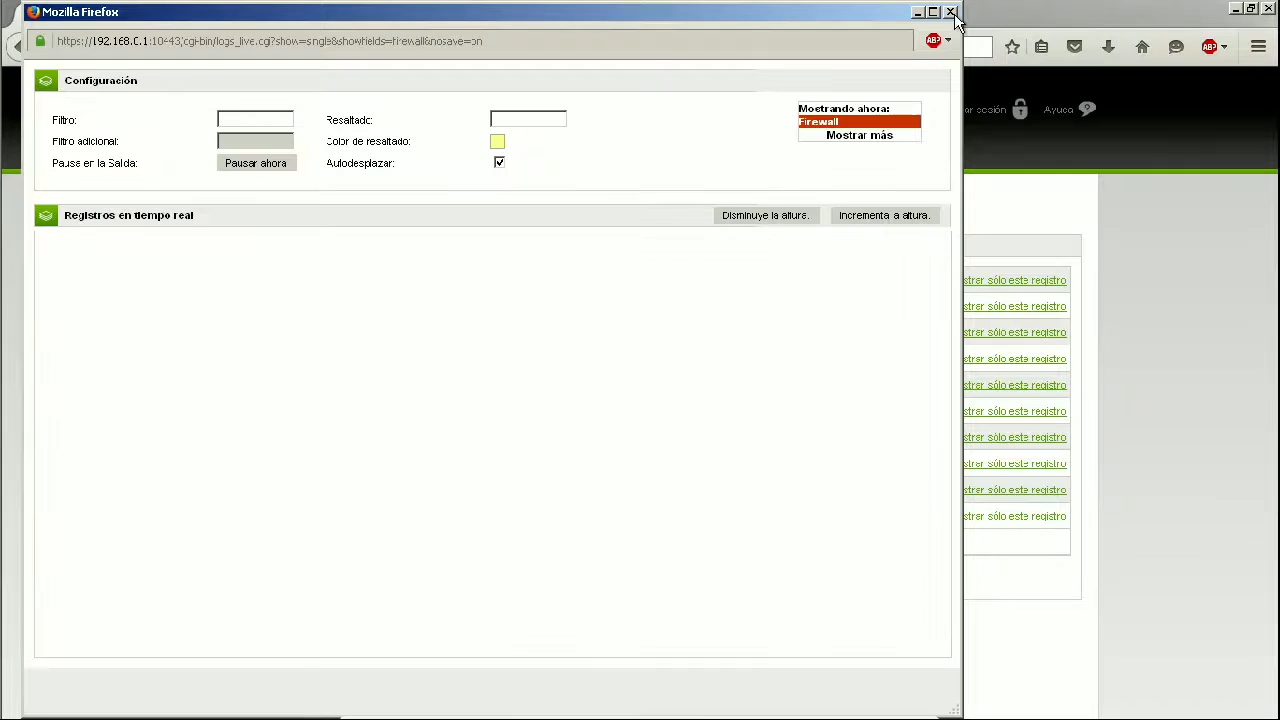 Mozilla Firefox
https://192.168.0.1:10443/cgi-bin/logs_live.cgi?show=single&showfields=firewall&nosave=on
ABP
ABP
Configuración
Filtro:
Resaltado:
Mostrando ahora:
Firewall
Mostrar más
Filtro adicional:
Color de resaltado:
Pausa en la Salida:
Pausar ahora
Autodesplazar:
Ayuda
Registros en tiempo real
Disminuye la altura.
Incrementa la altura.
strar sólo este registro
strar sólo este registro
strar sólo este registro
strar sólo este registro
strar sólo este registro
strar sólo este registro
strar sólo este registro
strar sólo este registro
strar sólo este registro
strar sólo este registro